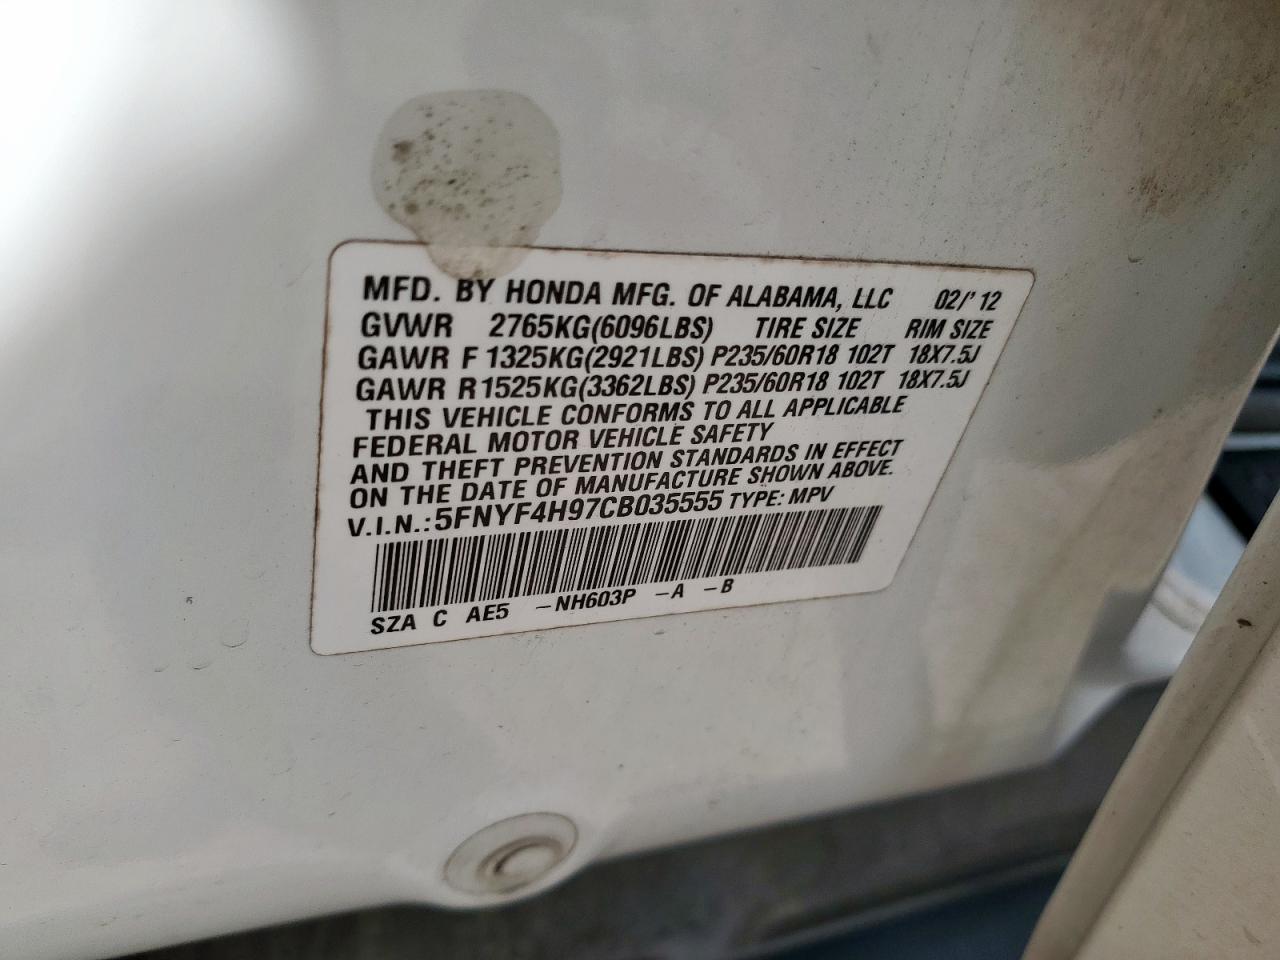 MFD. BY HONDA MFG. OF ALABAMA, LLC 02/'12
GVWR 2765KG(6096LBS) TIRE SIZE RIM SIZE
GAWR F 1325KG(2921LBS) P235/60R18 102T 18X7.5J
GAWR R 1525KG(3362LBS) P235/60R18 102T 18X7.5J
THIS VEHICLE CONFORMS TO ALL APPLICABLE
FEDERAL MOTOR VEHICLE SAFETY
AND THEFT PREVENTION STANDARDS IN EFFECT
ON THE DATE OF MANUFACTURE SHOWN ABOVE.
V.I.N.: 5FNYF4H97CB035555 TYPE: MPV
SZA C AE5 -NH603P -A -B